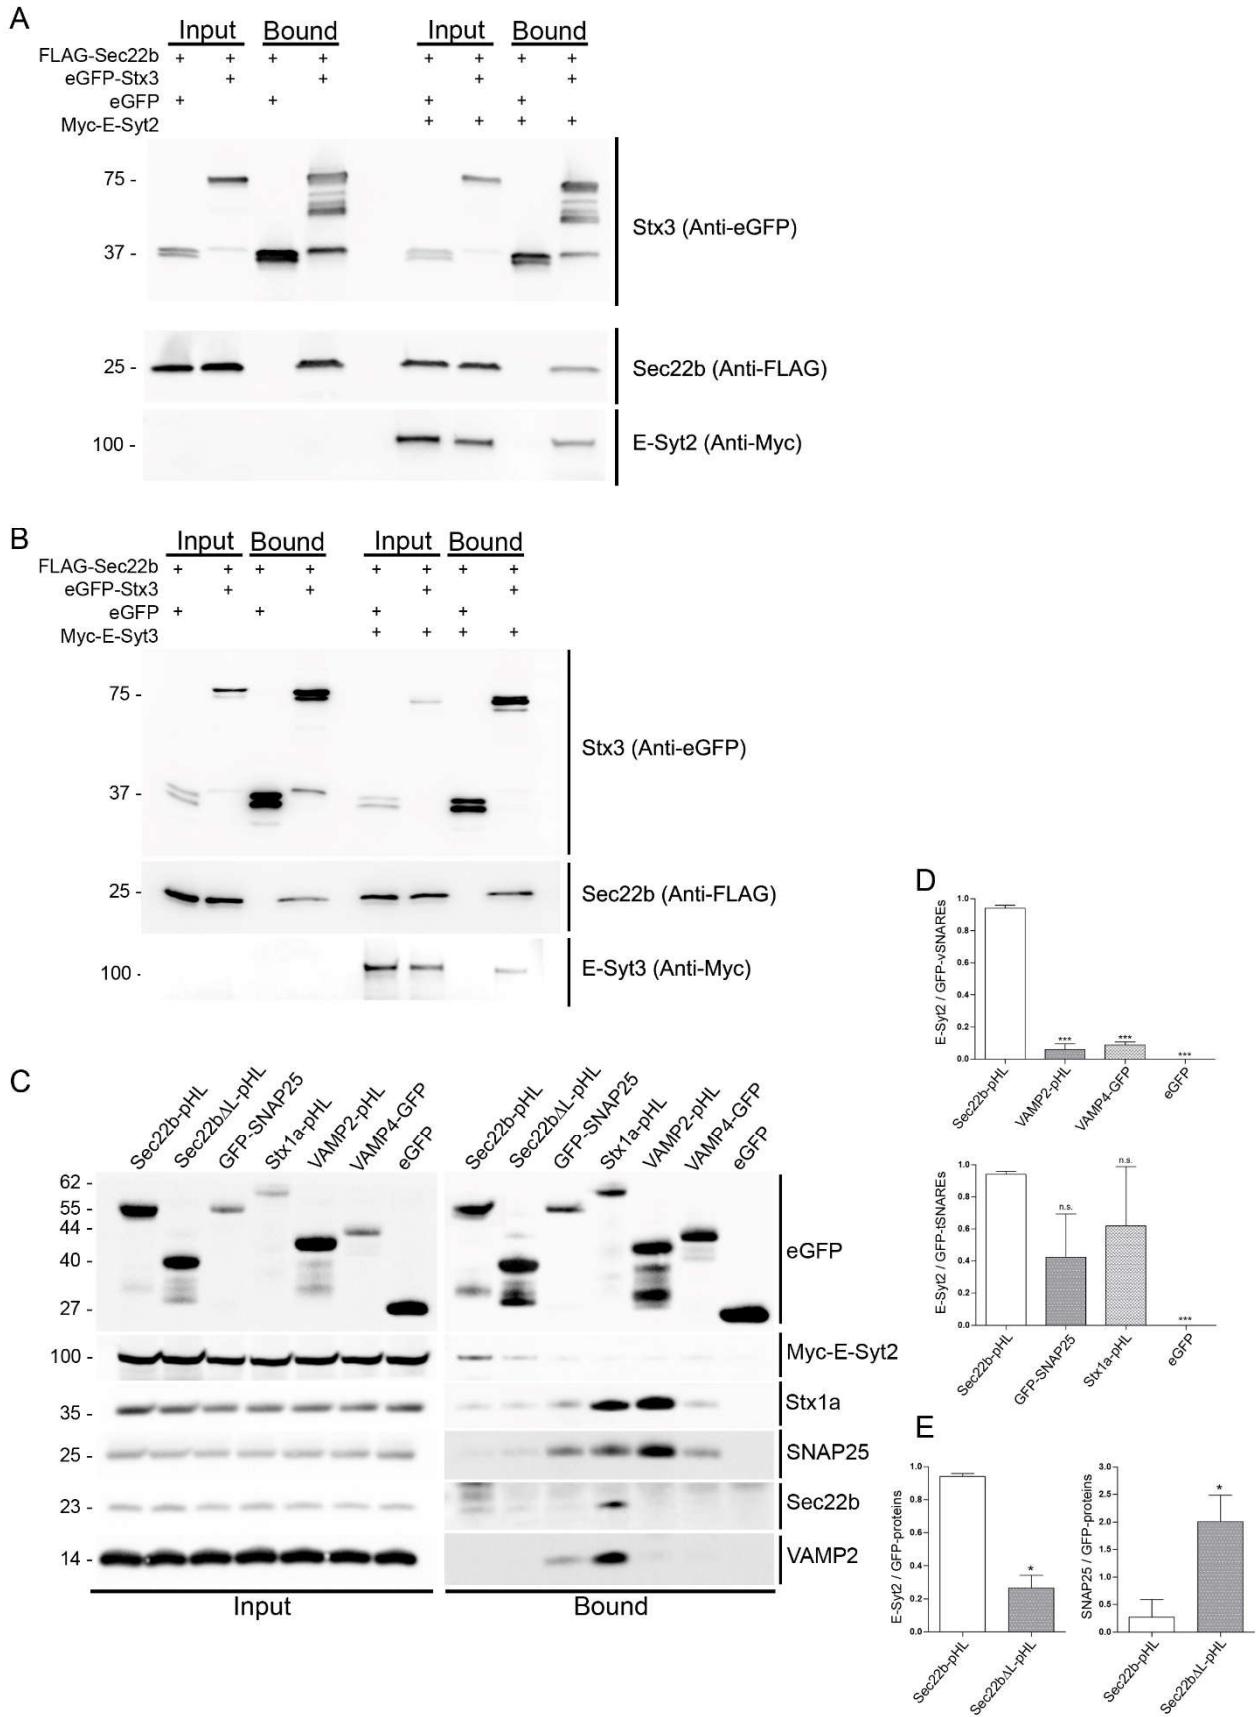 A
Input Bound Input Bound
FLAG-Sec22b + + + + + + + +
eGFP-Stx3 + + + +
eGFP + + + +
Myc-E-Syt2 + + + +
75 -
37 -
Stx3 (Anti-eGFP)
25 -
Sec22b (Anti-FLAG)
100 -
E-Syt2 (Anti-Myc)
B
Input Bound Input Bound
FLAG-Sec22b + + + + + + + +
eGFP-Stx3 + + + +
eGFP + + + +
Myc-E-Syt3 + + + +
75 -
37 -
Stx3 (Anti-eGFP)
25 -
Sec22b (Anti-FLAG)
100 -
E-Syt3 (Anti-Myc)
C
Sec22b-pHL Sec22bΔL-pHL GFP-SNAP25 Stx1a-pHL VAMP2-pHL VAMP4-GFP eGFP
Sec22b-pHL Sec22bΔL-pHL GFP-SNAP25 Stx1a-pHL VAMP2-pHL VAMP4-GFP eGFP
62 -
55 -
44 -
40 -
27 -
eGFP
100 -
Myc-E-Syt2
35 -
Stx1a
25 -
SNAP25
23 -
Sec22b
14 -
VAMP2
Input Bound
D
E-Syt2 / GFP-vSNAREs
1.0
0.8
0.6
0.4
0.2
0.0
*** *** ***
Sec22b-pHL VAMP2-pHL VAMP4-GFP eGFP
E-Syt2 / GFP-tSNAREs
1.0
0.8
0.6
0.4
0.2
0.0
n.s. n.s. ***
Sec22b-pHL GFP-SNAP25 Stx1a-pHL eGFP
E
E-Syt2 / GFP-proteins
1.0
0.8
0.6
0.4
0.2
0.0
*
Sec22b-pHL Sec22bΔL-pHL
SNAP25 / GFP-proteins
3.0
2.5
2.0
1.5
1.0
0.5
0.0
*
Sec22b-pHL Sec22bΔL-pHL